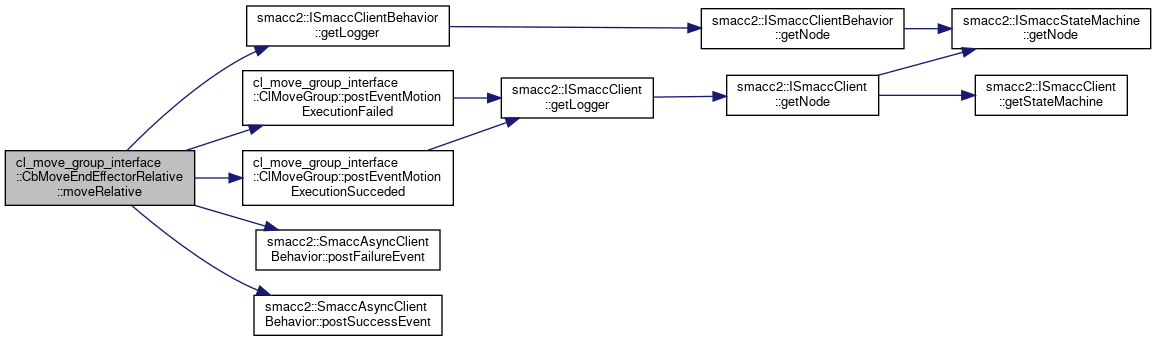 cl_move_group_interface
::CbMoveEndEffectorRelative
::moveRelative
smacc2::ISmaccClientBehavior
::getLogger
cl_move_group_interface
::ClMoveGroup::postEventMotion
ExecutionFailed
cl_move_group_interface
::ClMoveGroup::postEventMotion
ExecutionSucceded
smacc2::SmaccAsyncClient
Behavior::postFailureEvent
smacc2::SmaccAsyncClient
Behavior::postSuccessEvent
smacc2::ISmaccClient
::getLogger
smacc2::ISmaccClientBehavior
::getNode
smacc2::ISmaccClient
::getNode
smacc2::ISmaccStateMachine
::getNode
smacc2::ISmaccClient
::getStateMachine